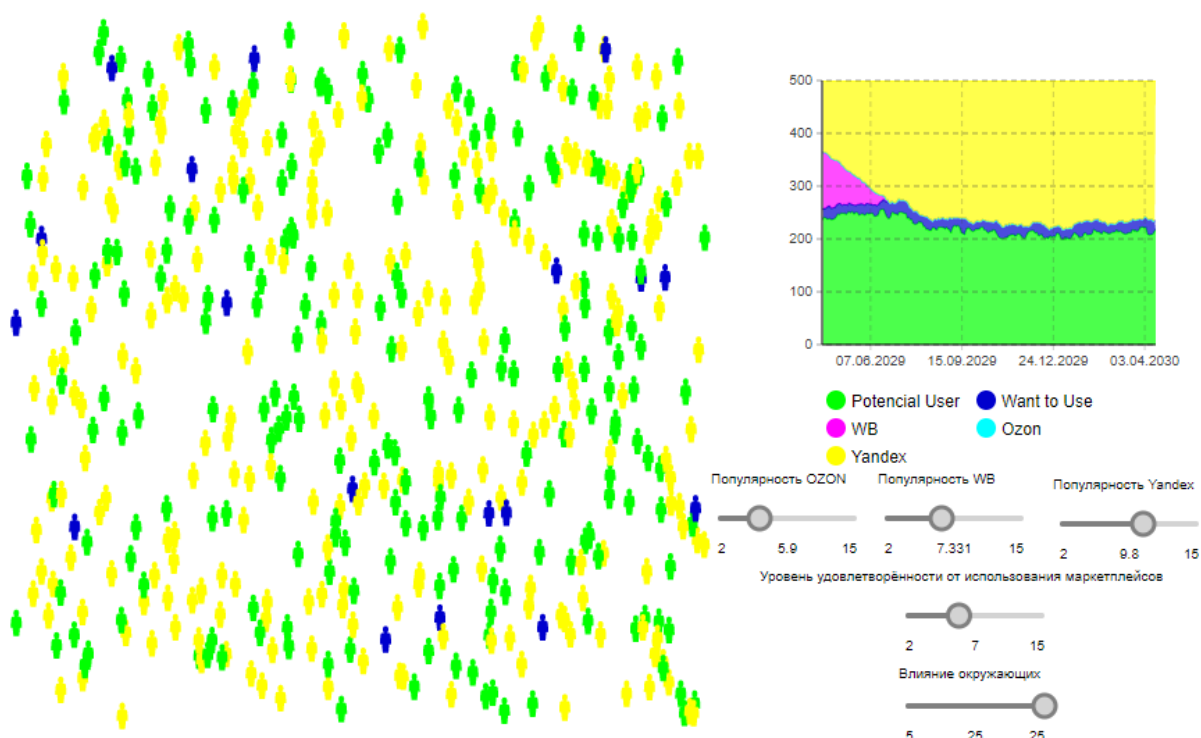 500
400
300
200
100
0
07.06.2029 15.09.2029 24.12.2029 03.04.2030
Potencial User Want to Use
WB Ozon
Yandex
Популярность OZON Популярность WB Популярность Yandex
2 5.9 15 2 7.331 15 2 9.8 15
Уровень удовлетворённости от использования маркетплейсов
2 7 15
Влияние окружающих
5 25 25